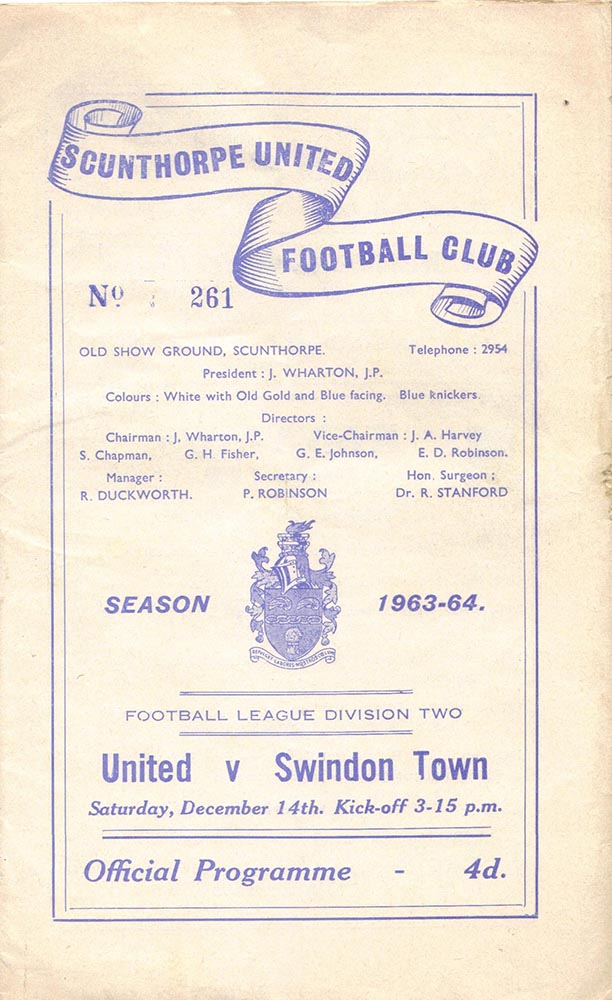 SCUNTHORPE UNITED
FOOTBALL CLUB
No 261
OLD SHOW GROUND, SCUNTHORPE. Telephone : 2954
President : J. WHARTON, J.P.
Colours : White with Old Gold and Blue facing. Blue knickers.
Directors :
Chairman : J, Wharton, J.P. Vice-Chairman : J. A. Harvey
S. Chapman, G. H. Fisher, G. E. Johnson, E. D. Robinson.
Manager : Secretary : Hon. Surgeon ;
R. DUCKWORTH. P. ROBINSON Dr. R. STANFORD
SEASON 1963-64.
FOOTBALL LEAGUE DIVISION TWO
United v Swindon Town
Saturday, December 14th. Kick-off 3-15 p.m.
Official Programme - 4d.